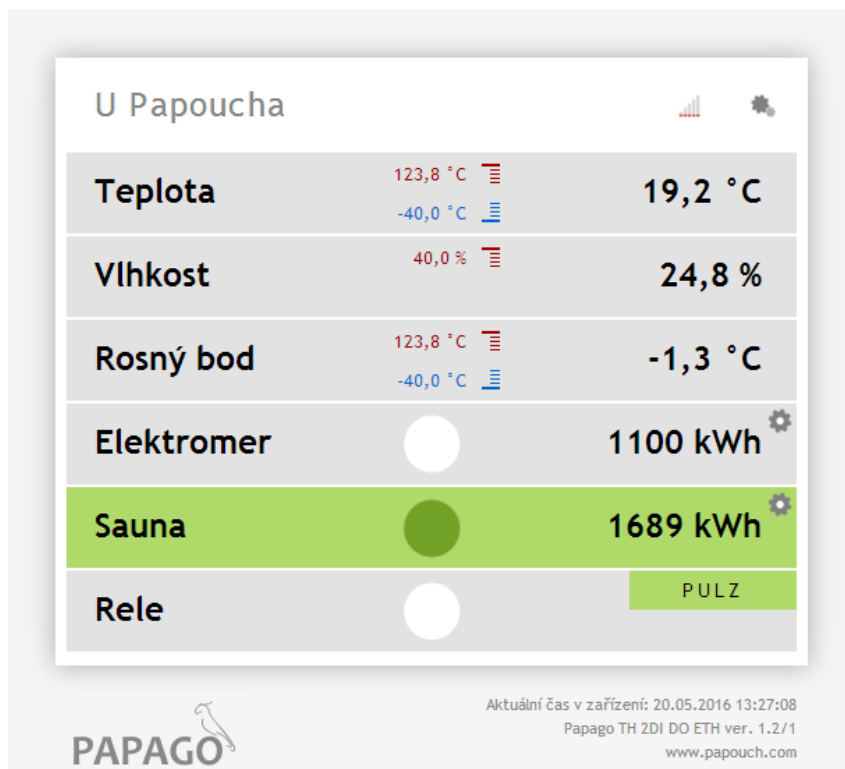 U Papoucha
Teplota 123,8 °C 19,2 °C
-40,0 °C
Vlhkost 40,0 % 24,8 %
Rosný bod 123,8 °C -1,3 °C
-40,0 °C
Elektromer 1100 kWh
Sauna 1689 kWh
Rele PULZ
Aktuální čas v zařízení: 20.05.2016 13:27:08
Papago TH 2DI DO ETH ver. 1.2/1
www.papouch.com
PAPAGO